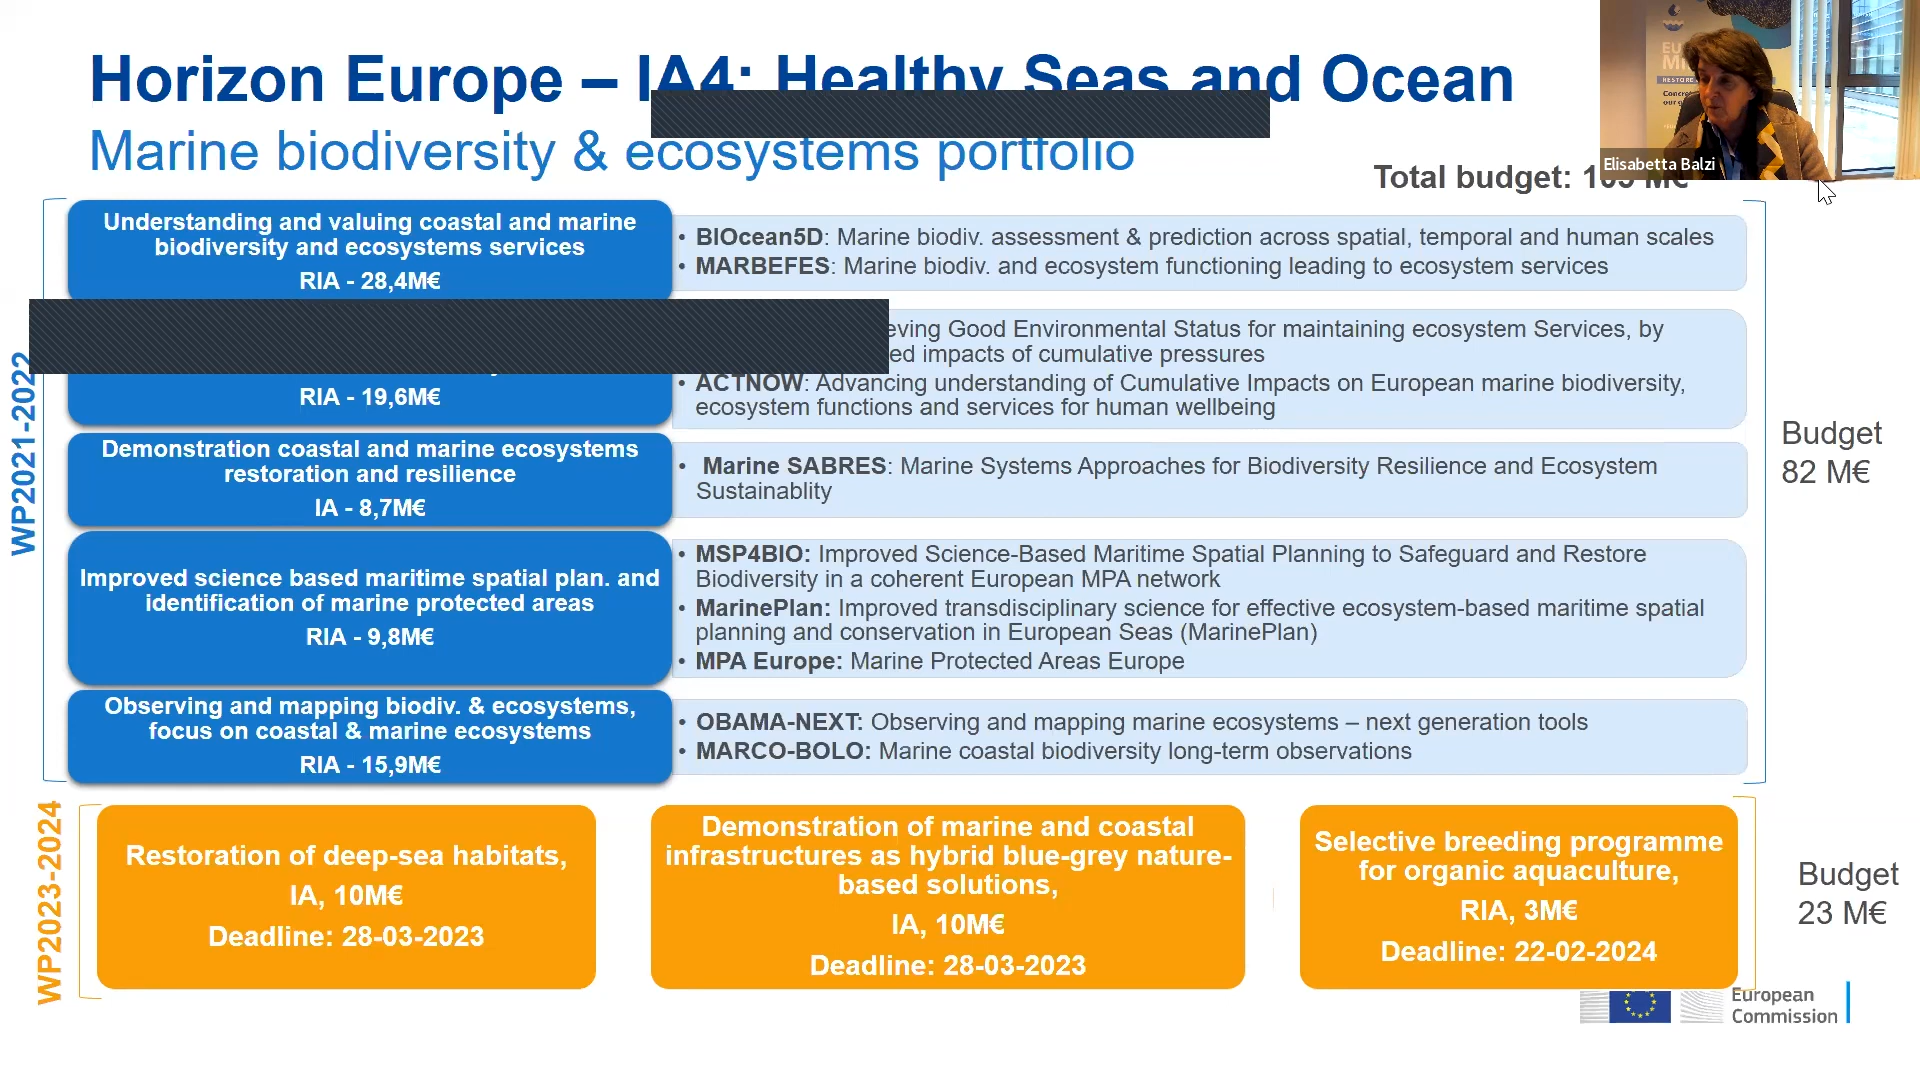 Horizon Europe – IA4: Healthy Seas and Ocean
Marine biodiversity & ecosystems portfolio
Elisabetta Balzi
Total budget: M€
Understanding and valuing coastal and marine
biodiversity and ecosystems services
RIA - 28,4M€
• BIOcean5D: Marine biodiv. assessment & prediction across spatial, temporal and human scales
• MARBEFES: Marine biodiv. and ecosystem functioning leading to ecosystem services
WP2021-2022
RIA - 19,6M€
Good Environmental Status for maintaining ecosystem Services, by
impacts of cumulative pressures
• ACTNOW: Advancing understanding of Cumulative Impacts on European marine biodiversity,
ecosystem functions and services for human wellbeing
Demonstration coastal and marine ecosystems
restoration and resilience
IA - 8,7M€
• Marine SABRES: Marine Systems Approaches for Biodiversity Resilience and Ecosystem
Sustainablity
Budget
82 M€
Improved science based maritime spatial plan. and
identification of marine protected areas
RIA - 9,8M€
• MSP4BIO: Improved Science-Based Maritime Spatial Planning to Safeguard and Restore
Biodiversity in a coherent European MPA network
• MarinePlan: Improved transdisciplinary science for effective ecosystem-based maritime spatial
planning and conservation in European Seas (MarinePlan)
• MPA Europe: Marine Protected Areas Europe
Observing and mapping biodiv. & ecosystems,
focus on coastal & marine ecosystems
RIA - 15,9M€
• OBAMA-NEXT: Observing and mapping marine ecosystems – next generation tools
• MARCO-BOLO: Marine coastal biodiversity long-term observations
WP2023-2024
Restoration of deep-sea habitats,
IA, 10M€
Deadline: 28-03-2023
Demonstration of marine and coastal
infrastructures as hybrid blue-grey nature-
based solutions,
IA, 10M€
Deadline: 28-03-2023
Selective breeding programme
for organic aquaculture,
RIA, 3M€
Deadline: 22-02-2024
Budget
23 M€
European
Commission